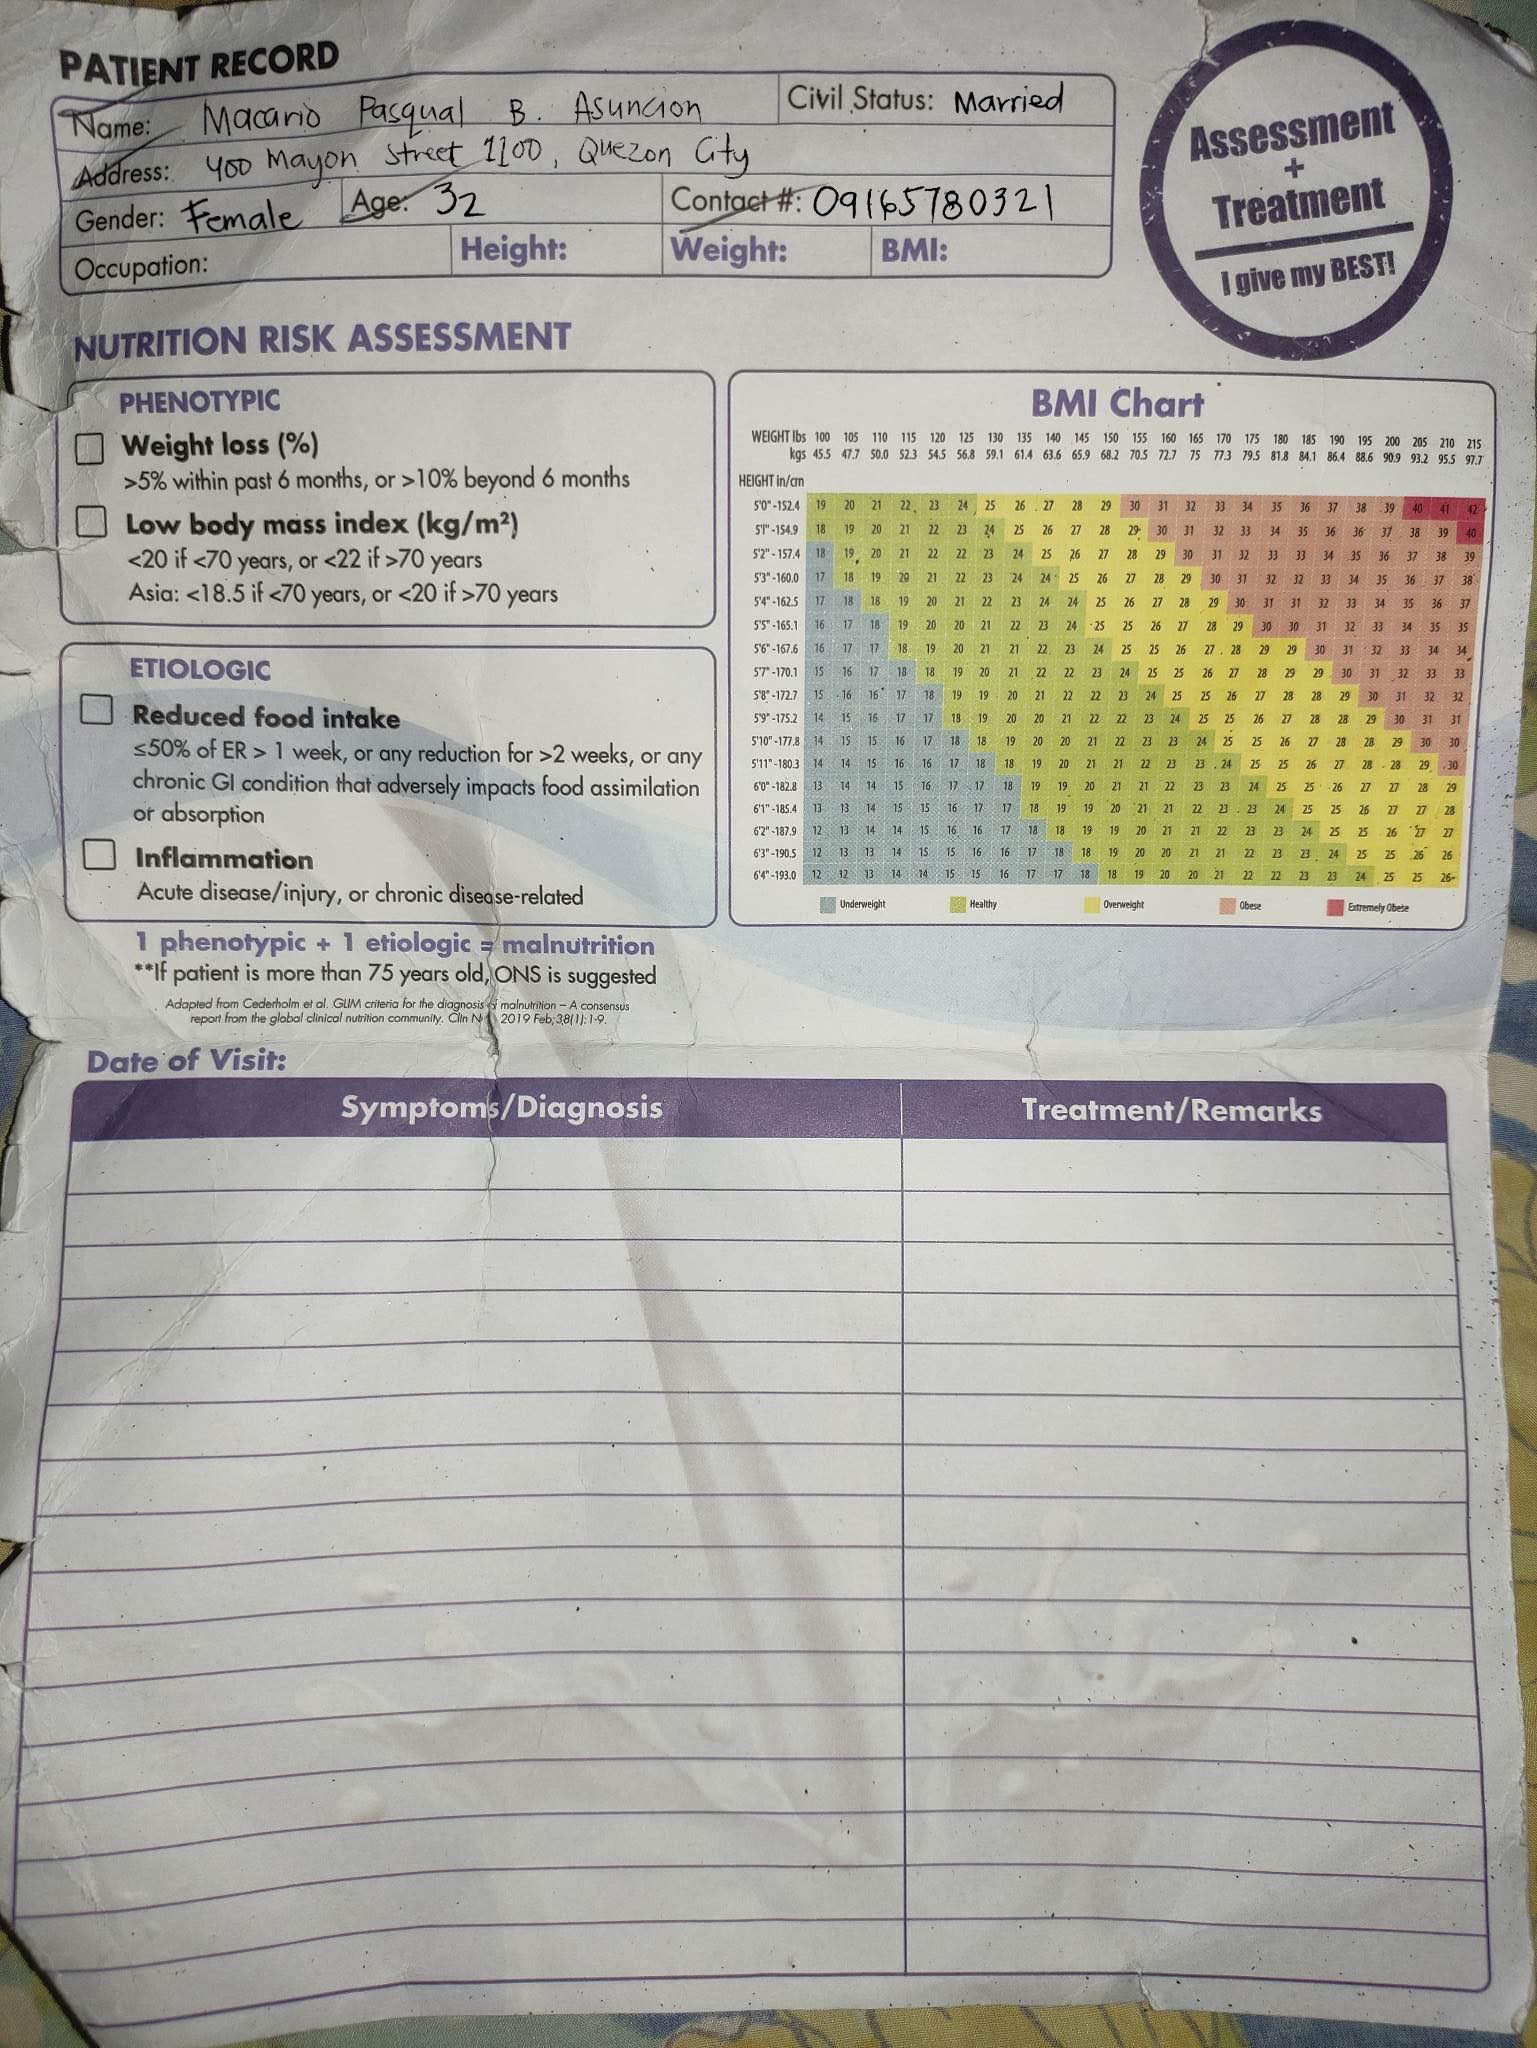 PATIENT RECORD
Name: Macario Pasqual B. Asuncion Civil Status: Married
Address: 400 Mayon Street 1100, Quezon City
Gender: Female Age: 32 Contact #: 09165780321
Occupation: Height: Weight: BMI:
Assessment
+
Treatment
I give my BEST!
NUTRITION RISK ASSESSMENT
PHENOTYPIC
Weight loss (%)
>5% within past 6 months, or >10% beyond 6 months
Low body mass index (kg/m²)
<20 if <70 years, or <22 if >70 years
Asia: <18.5 if <70 years, or <20 if >70 years
ETIOLOGIC
Reduced food intake
≤50% of ER > 1 week, or any reduction for >2 weeks, or any
chronic GI condition that adversely impacts food assimilation
or absorption
Inflammation
Acute disease/injury, or chronic disease-related
1 phenotypic + 1 etiologic = malnutrition
**If patient is more than 75 years old, ONS is suggested
Adapted from Cederholm et al. GLIM criteria for the diagnosis malnutrition – A consensus
report from the global clinical nutrition community. Clin 2019 Feb;38(1):1-9.
BMI Chart
WEIGHT lbs 100 105 110 115 120 125 130 135 140 145 150 155 160 165 170 175 180 185 190 195 200 205 210 215
kgs 45.5 47.7 50.0 52.3 54.5 56.8 59.1 61.4 63.6 65.9 68.2 70.5 72.7 75 77.3 79.5 81.8 84.1 86.4 88.6 90.9 93.2 95.5 97.7
HEIGHT in/cm
5'0" -152.4 19 20 21 22 23 24 25 26 27 28 29 30 31 32 33 34 35 36 37 38 39 40 41 42
5'1" -154.9 18 19 20 21 22 23 24 25 26 27 28 29 30 31 32 33 34 35 36 36 37 38 39 40
5'2" -157.4 18 19 20 21 22 22 23 24 25 26 27 28 29 30 31 32 33 33 34 35 36 37 38 39
5'3" -160.0 17 18 19 20 21 22 23 24 24 25 26 27 28 29 30 31 32 32 33 34 35 36 37 38
5'4" -162.5 17 18 18 19 20 21 22 23 24 24 25 26 27 28 29 30 31 31 32 33 34 35 36 37
5'5" -165.1 16 17 18 19 20 20 21 22 23 24 25 25 26 27 28 29 30 30 31 32 33 34 35 35
5'6" -167.6 16 17 17 18 19 20 21 21 22 23 24 25 25 26 27 28 29 29 30 31 32 33 34 34
5'7" -170.1 15 16 17 18 18 19 20 21 22 22 23 24 25 25 26 27 28 29 29 30 31 32 33 33
5'8" -172.7 15 16 16 17 18 19 19 20 21 22 22 23 24 25 25 26 27 28 28 29 30 31 32 32
5'9" -175.2 14 15 16 17 17 18 19 20 20 21 22 22 23 24 25 25 26 27 28 28 29 30 31 31
5'10" -177.8 14 15 15 16 17 18 18 19 20 20 21 22 23 23 24 25 25 26 27 28 28 29 30 30
5'11" -180.3 14 14 15 16 16 17 18 18 19 20 21 21 22 23 23 24 25 25 26 27 28 28 29 30
6'0" -182.8 13 14 14 15 16 17 17 18 19 19 20 21 21 22 23 23 24 25 25 26 27 27 28 29
6'1" -185.4 13 13 14 15 15 16 17 17 18 19 19 20 21 21 22 23 23 24 25 25 26 27 27 28
6'2" -187.9 12 13 14 14 15 16 16 17 18 18 19 19 20 21 21 22 23 23 24 25 25 26 27 27
6'3" -190.5 12 13 13 14 15 15 16 16 17 18 18 19 20 20 21 21 22 23 23 24 25 25 26 26
6'4" -193.0 12 12 13 14 14 15 15 16 17 17 18 18 19 20 20 21 22 22 23 23 24 25 25 26
Underweight Healthy Overweight Obese Extremely Obese
Date of Visit:
Symptoms/Diagnosis Treatment/Remarks